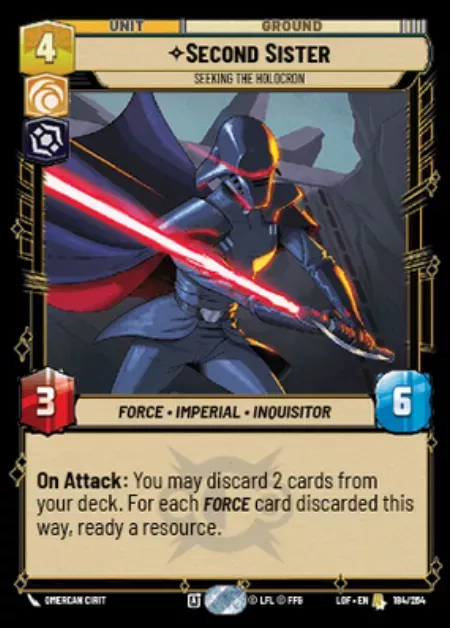 UNIT GROUND
4
SECOND SISTER
SEEKING THE HOLOCRON
3
FORCE • IMPERIAL • INQUISITOR
6
On Attack: You may discard 2 cards from
your deck. For each FORCE card discarded this
way, ready a resource.
OMERCAN CIRIT © LFL © FFG LOF • EN 184/264